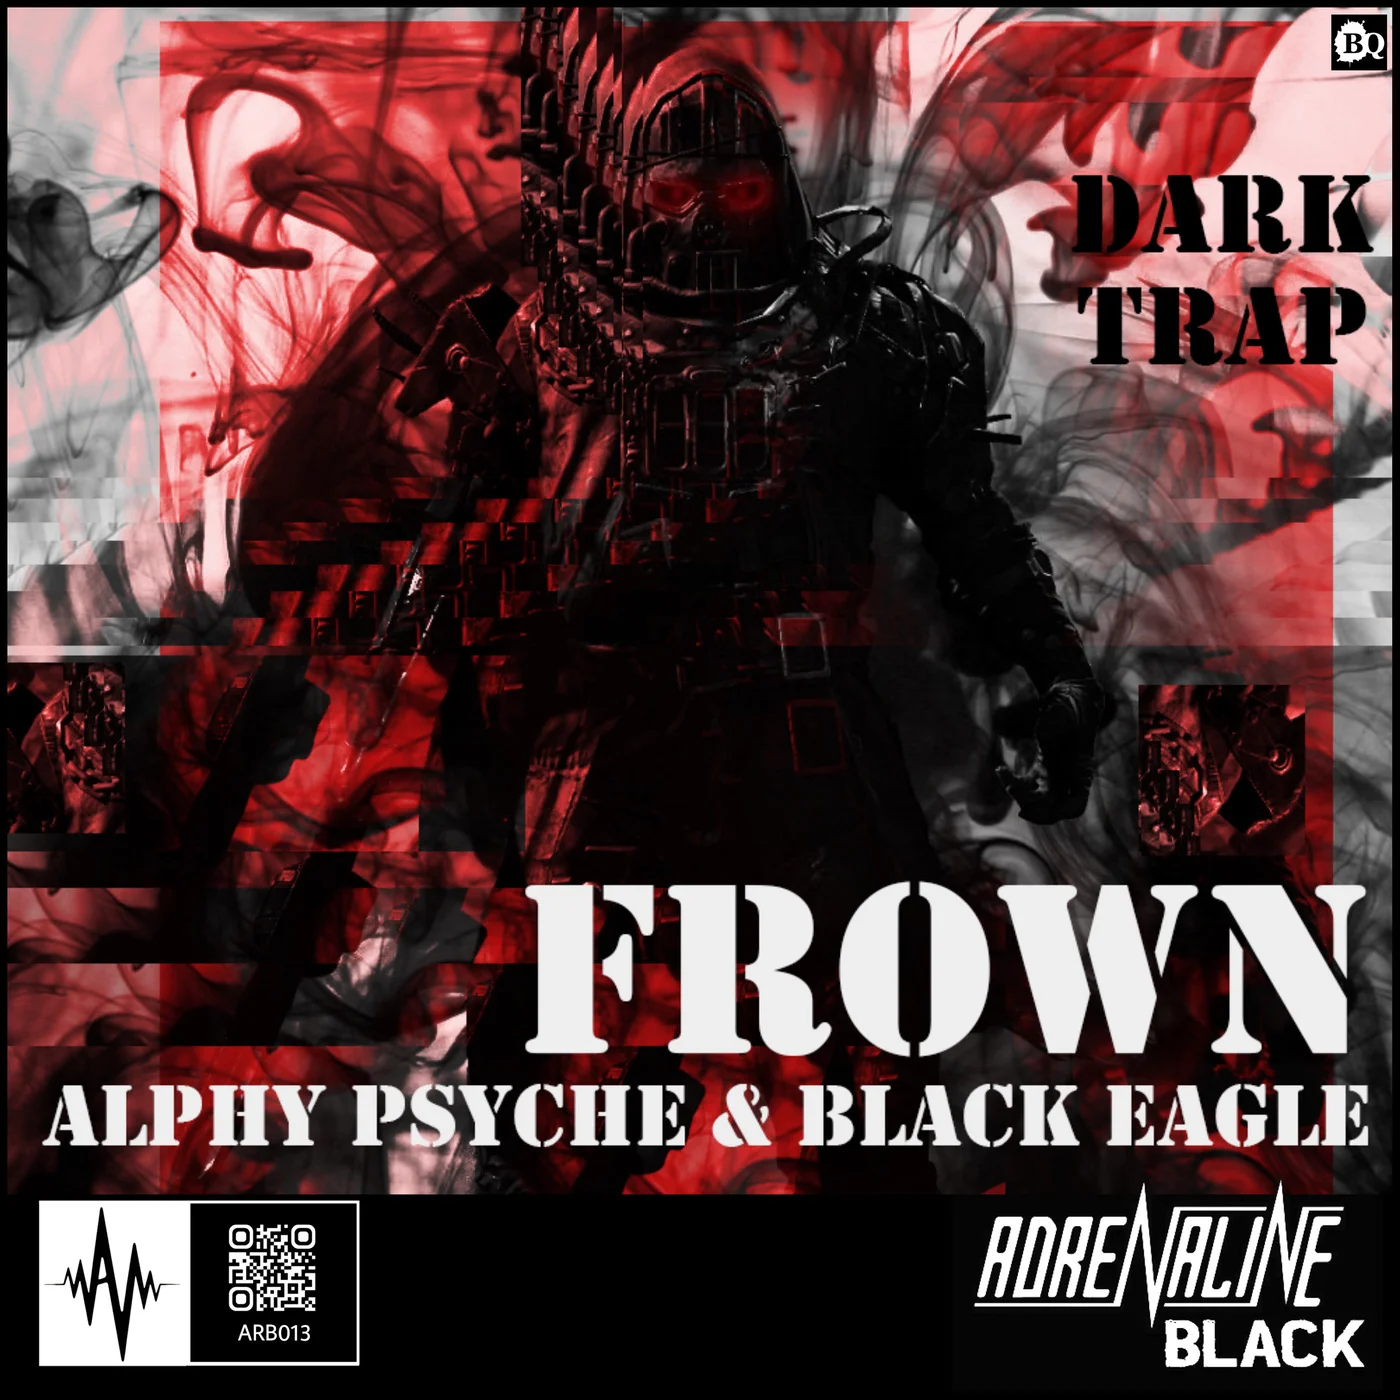 BQ
DARK
TRAP
FROWN
ALPHY PSYCHE & BLACK EAGLE
ARB013
ADRENALINE
BLACK